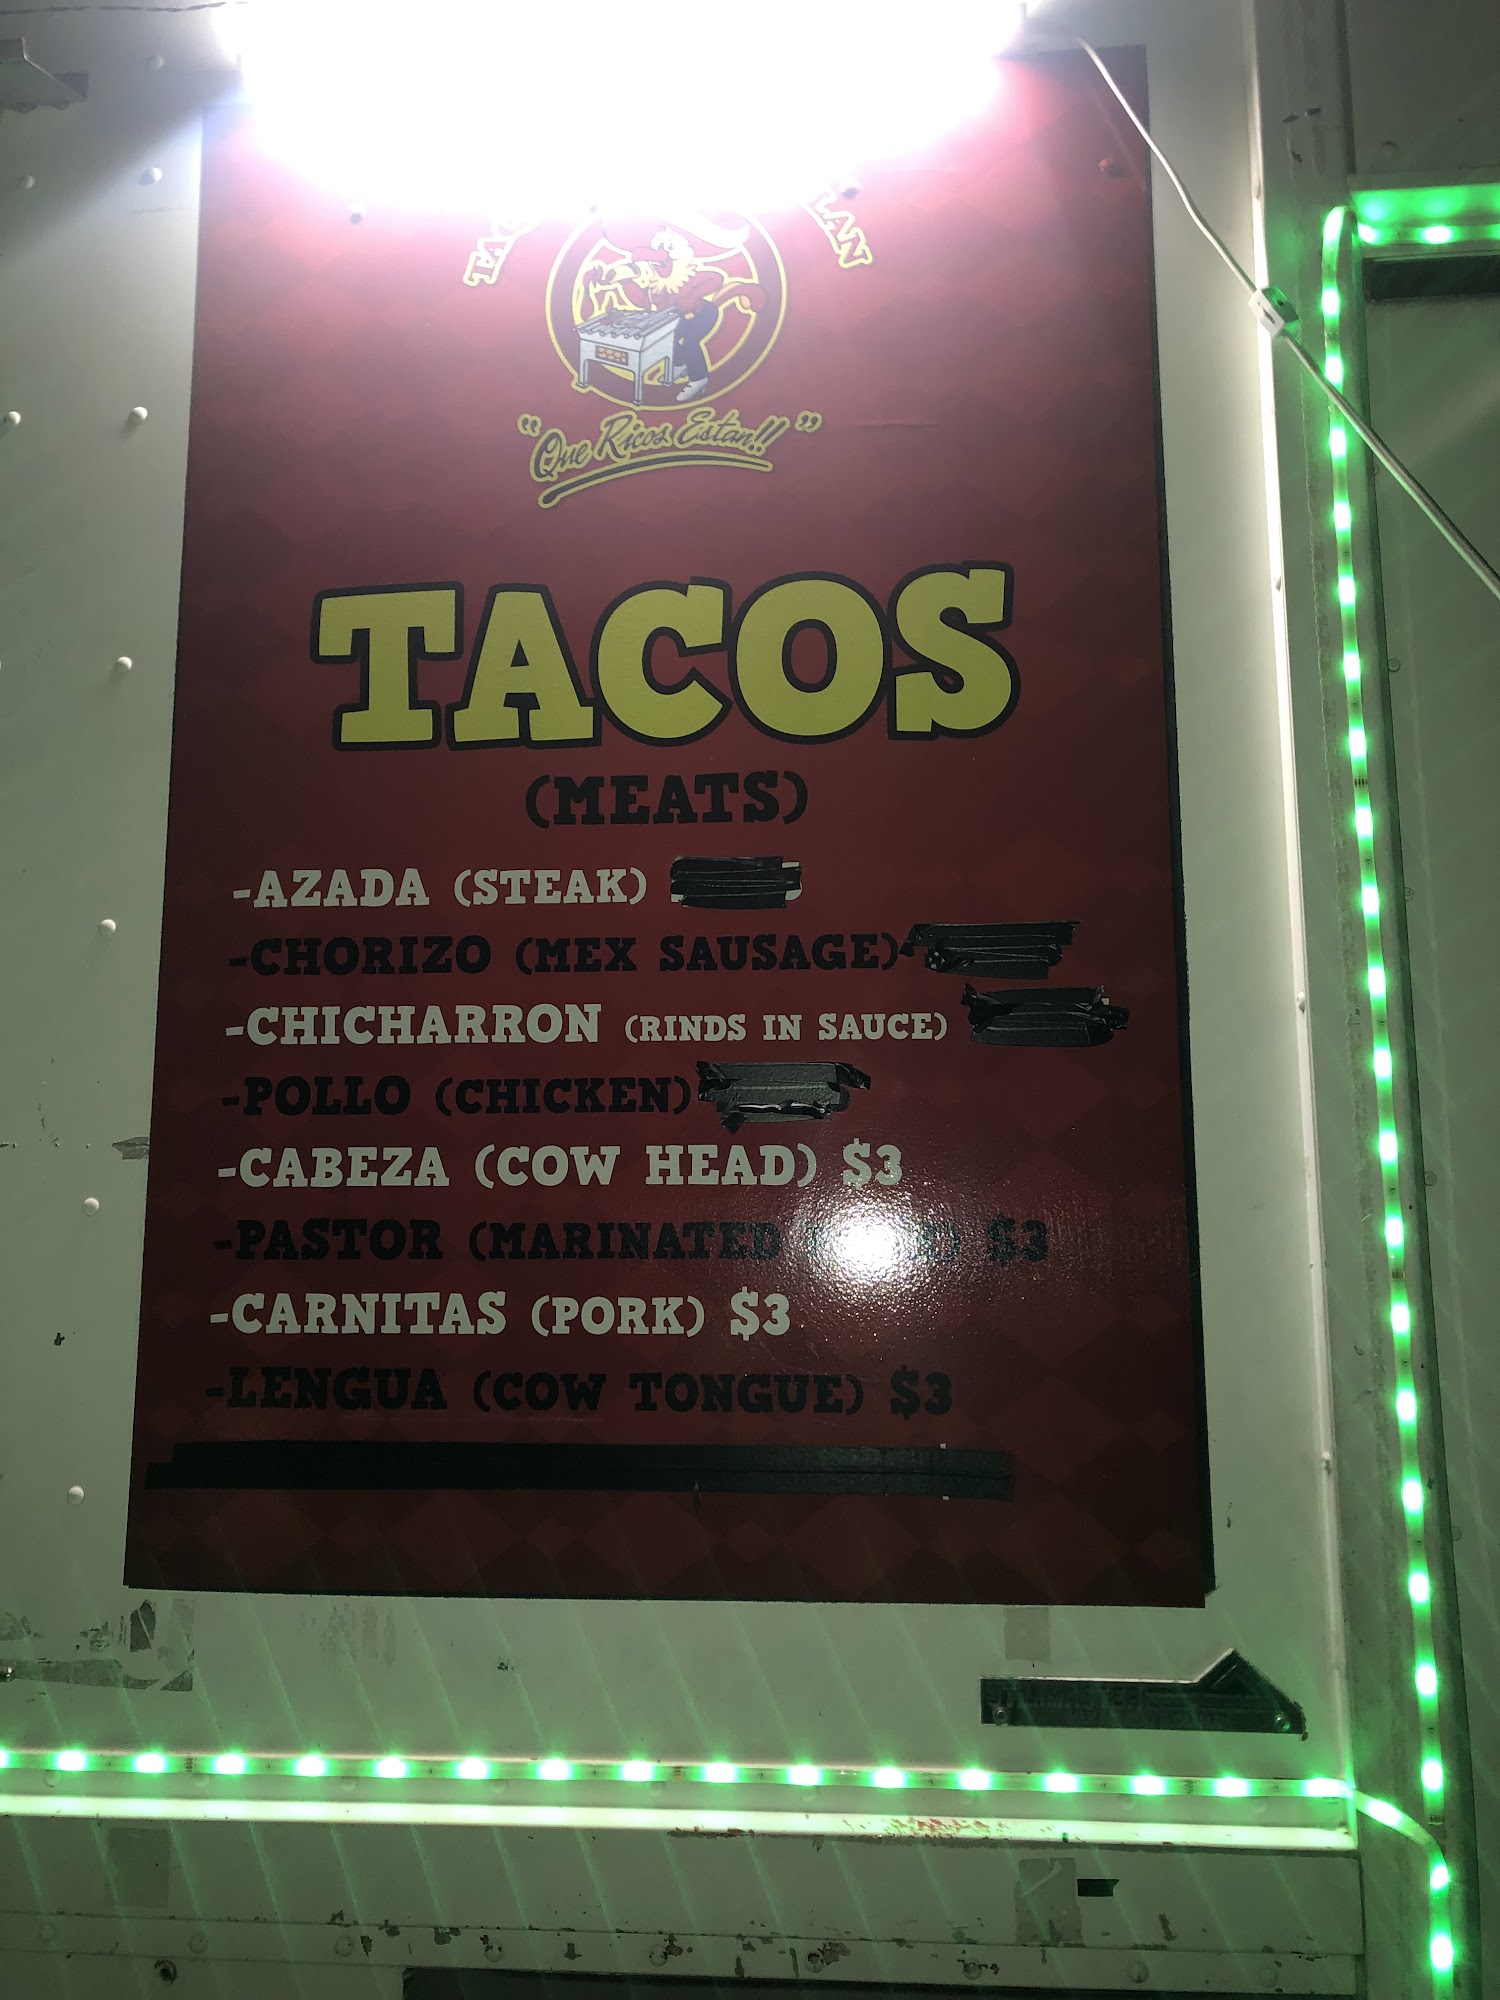 "Que Ricos Estan!!"
TACOS
(MEATS)
-AZADA (STEAK)
-CHORIZO (MEX SAUSAGE)
-CHICHARRON (RINDS IN SAUCE)
-POLLO (CHICKEN)
-CABEZA (COW HEAD) $3
-PASTOR (MARINATED $3
-CARNITAS (PORK) $3
-LENGUA (COW TONGUE) $3